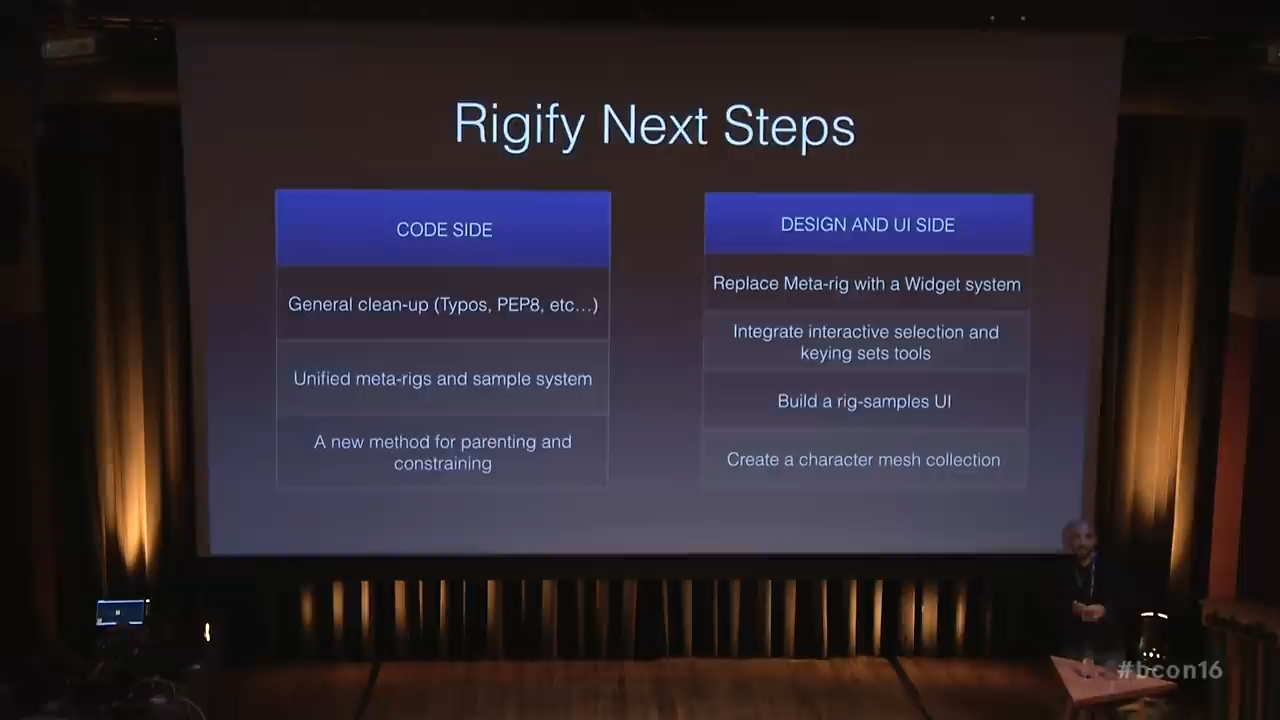 Rigify Next Steps
CODE SIDE
General clean-up (Typos, PEP8, etc…)
Unified meta-rigs and sample system
A new method for parenting and
constraining
DESIGN AND UI SIDE
Replace Meta-rig with a Widget system
Integrate interactive selection and
keying sets tools
Build a rig-samples UI
Create a character mesh collection
#bcon16